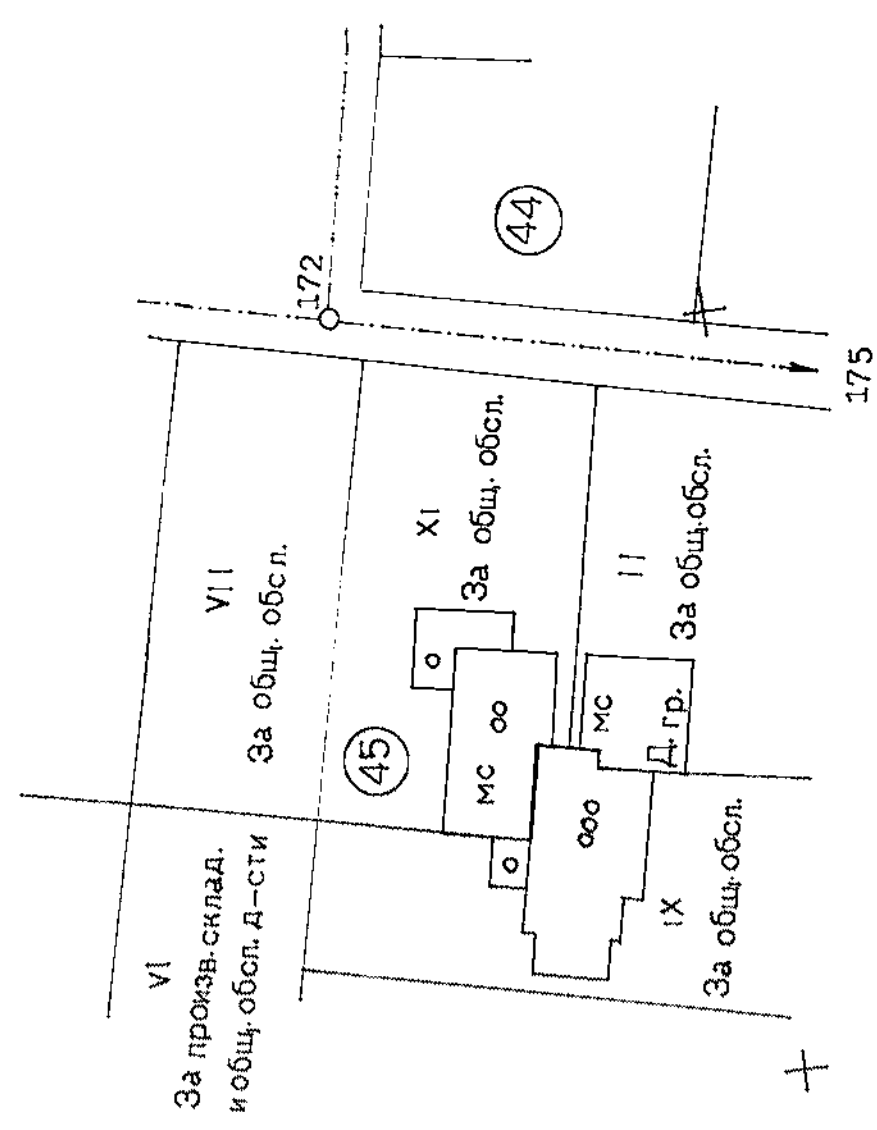 172
44
175
VII
За общ. обсл.
XI
За общ. обсл.
45
o
мс оо
o
II
За общ. обсл.
мс
Д. гр.
ооо
IX
За общ. обсл.
VI
За произв. склад.
и общ. обсл. д-сти